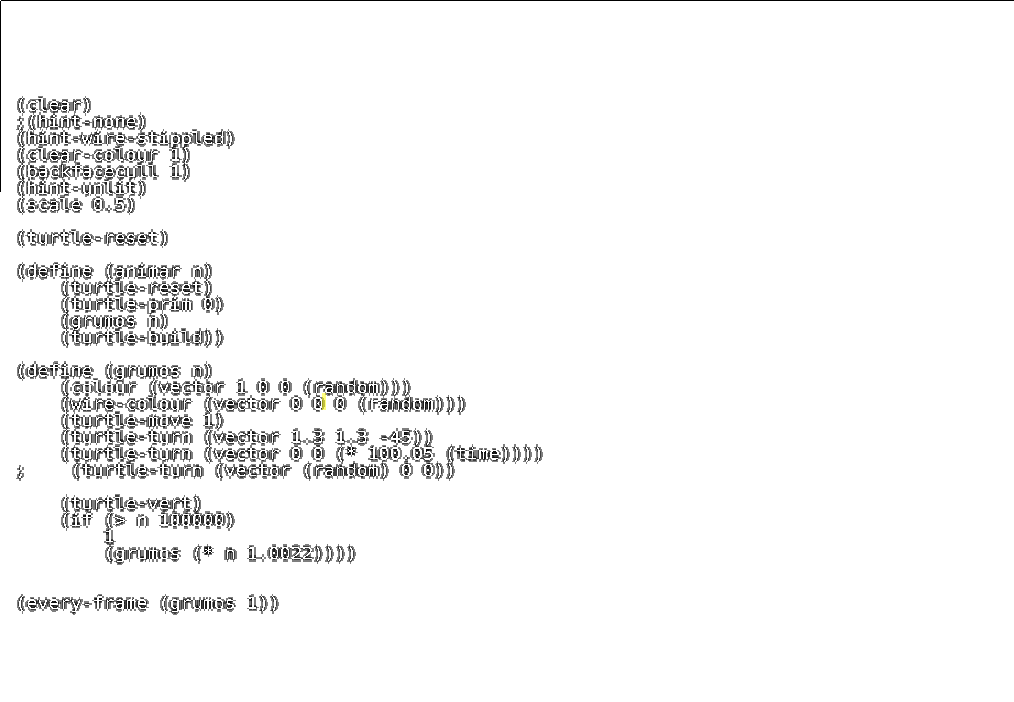 (clear)
;(hint-none)
(hint-wire-stippled)
(clear-colour 1)
(backfacecull 1)
(hint-unlit)
(scale 0.5)
(turtle-reset)
(define (animar n)
(turtle-reset)
(turtle-prim 0)
(grumos n)
(turtle-build))
(define (grumos n)
(colour (vector 1 0 0 (random)))
(wire-colour (vector 0 0 0 (random)))
(turtle-move 1)
(turtle-turn (vector 1.3 1.3 -45))
(turtle-turn (vector 0 0 (* 100.05 (time))))
; (turtle-turn (vector (random) 0 0))
(turtle-vert)
(if (> n 100000)
1
(grumos (* n 1.0022))))
(every-frame (grumos 1))